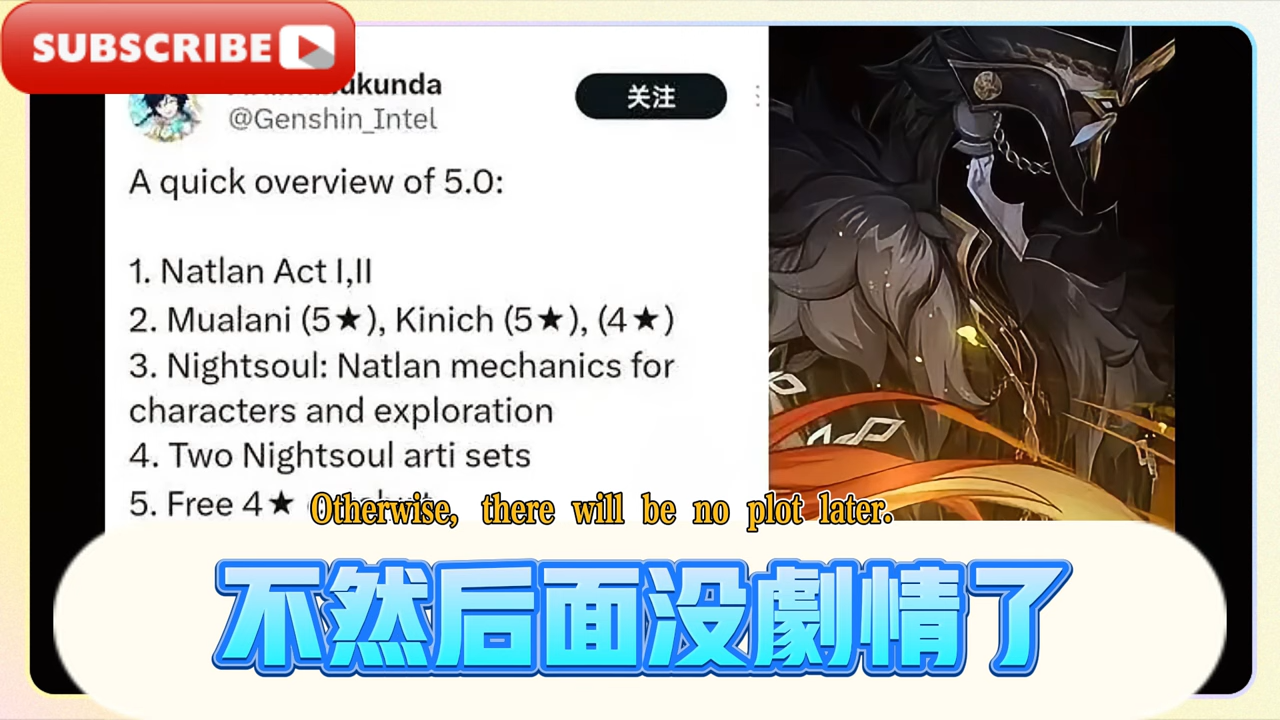 SUBSCRIBE
@Genshin_Intel
关注
A quick overview of 5.0:
1. Natlan Act I,II
2. Mualani (5★), Kinich (5★), (4★)
3. Nightsoul: Natlan mechanics for
characters and exploration
4. Two Nightsoul arti sets
5. Free 4★
Otherwise, there will be no plot later.
不然后面没劇情了